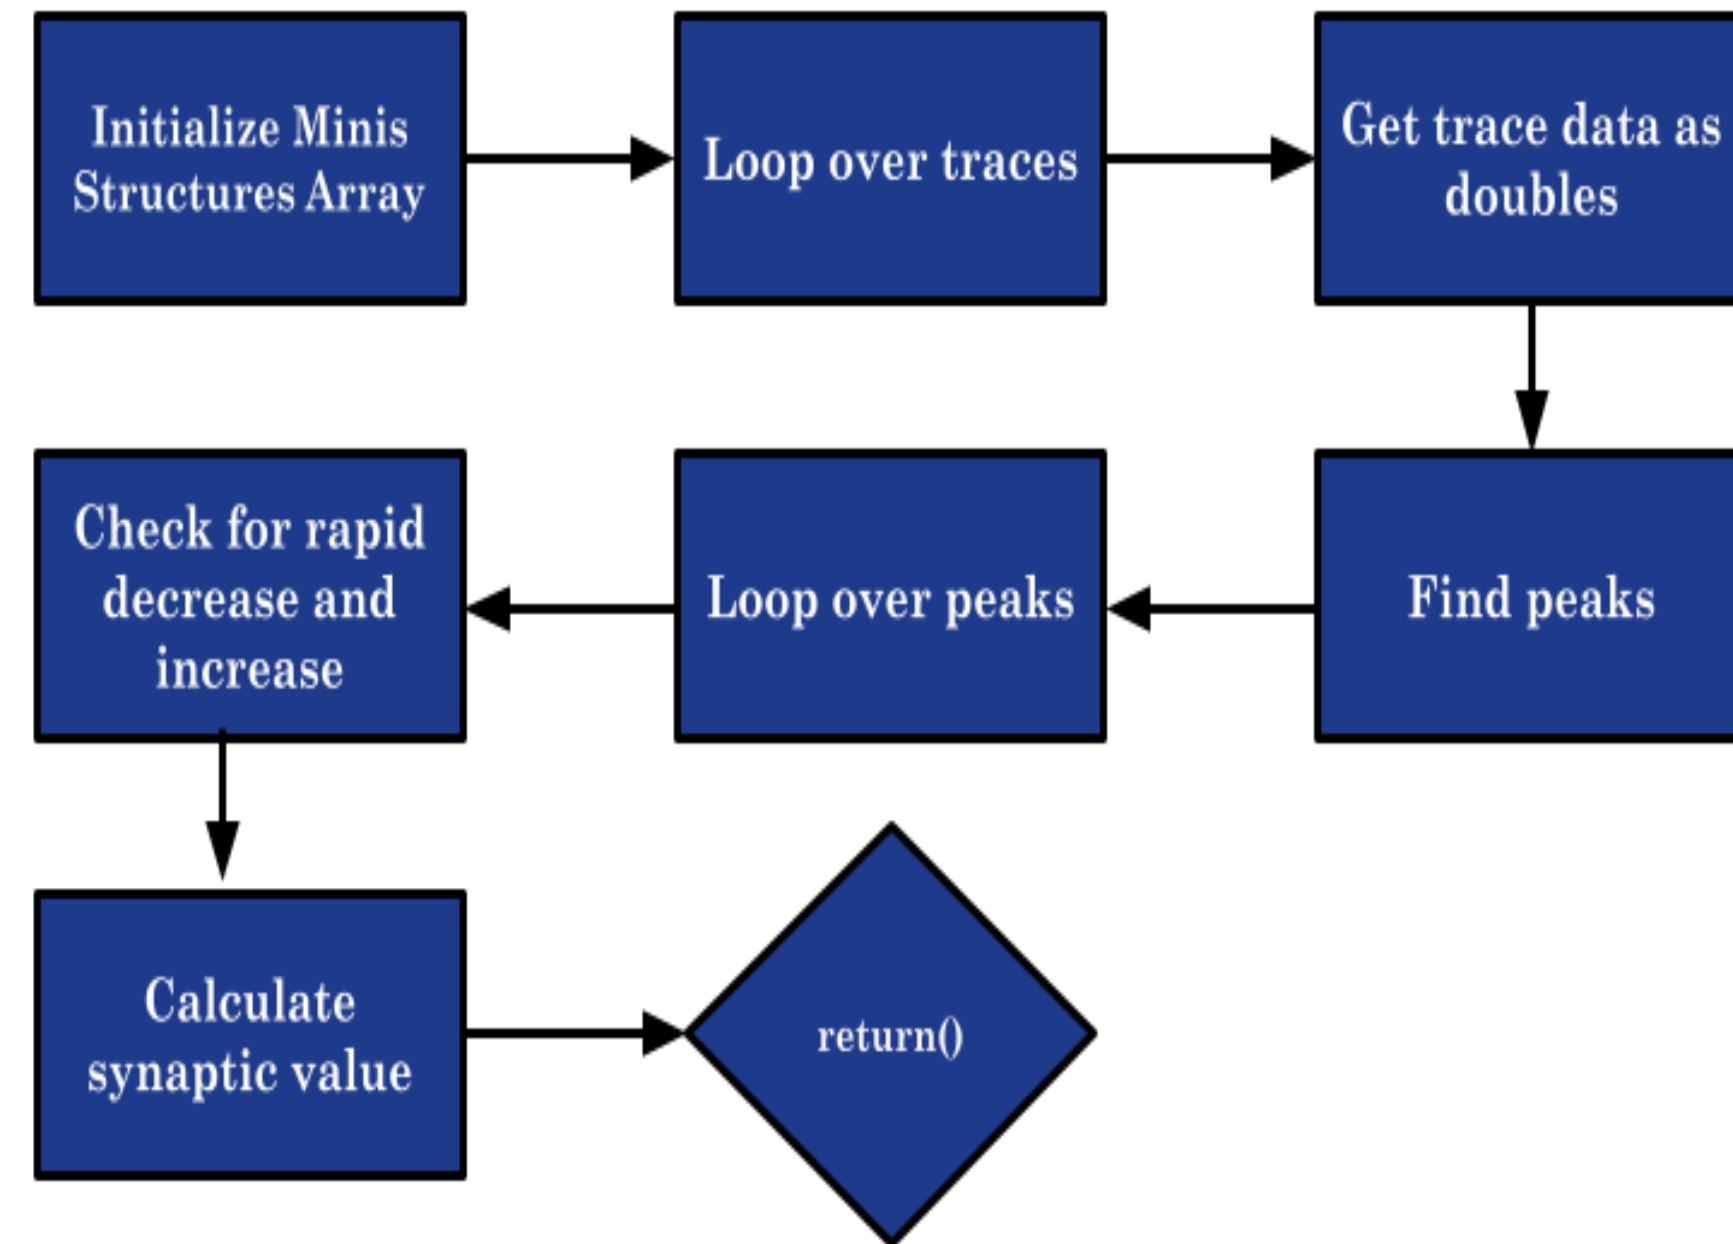 Initialize Minis
Structures Array
Loop over traces
Get trace data as
doubles
Find peaks
Loop over peaks
Check for rapid
decrease and
increase
Calculate
synaptic value
return()